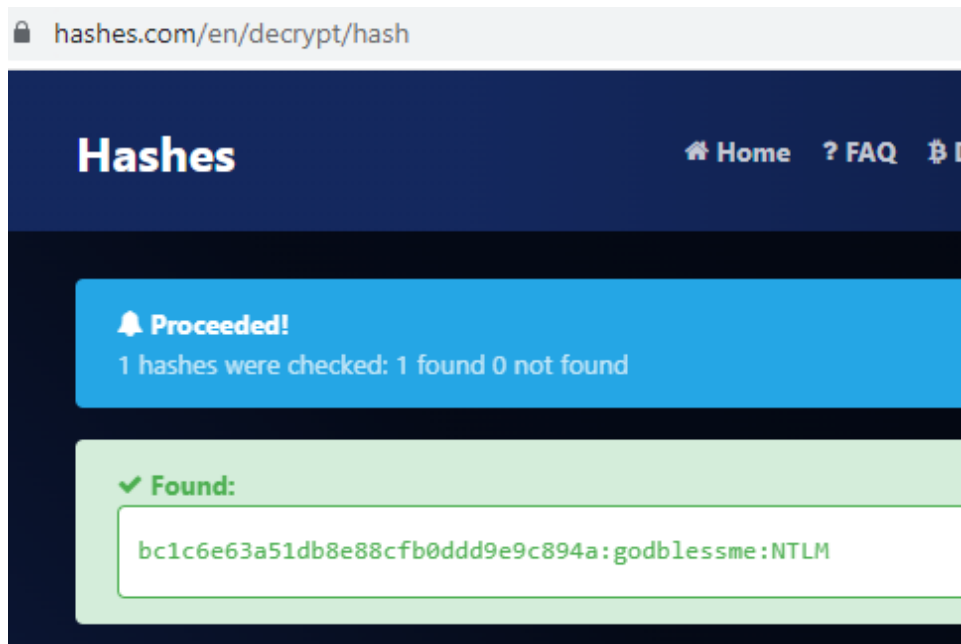 hashes.com/en/decrypt/hash
Hashes
Home ? FAQ
Proceeded!
1 hashes were checked: 1 found 0 not found
Found:
bc1c6e63a51db8e88cfb0ddd9e9c894a:godblessme:NTLM